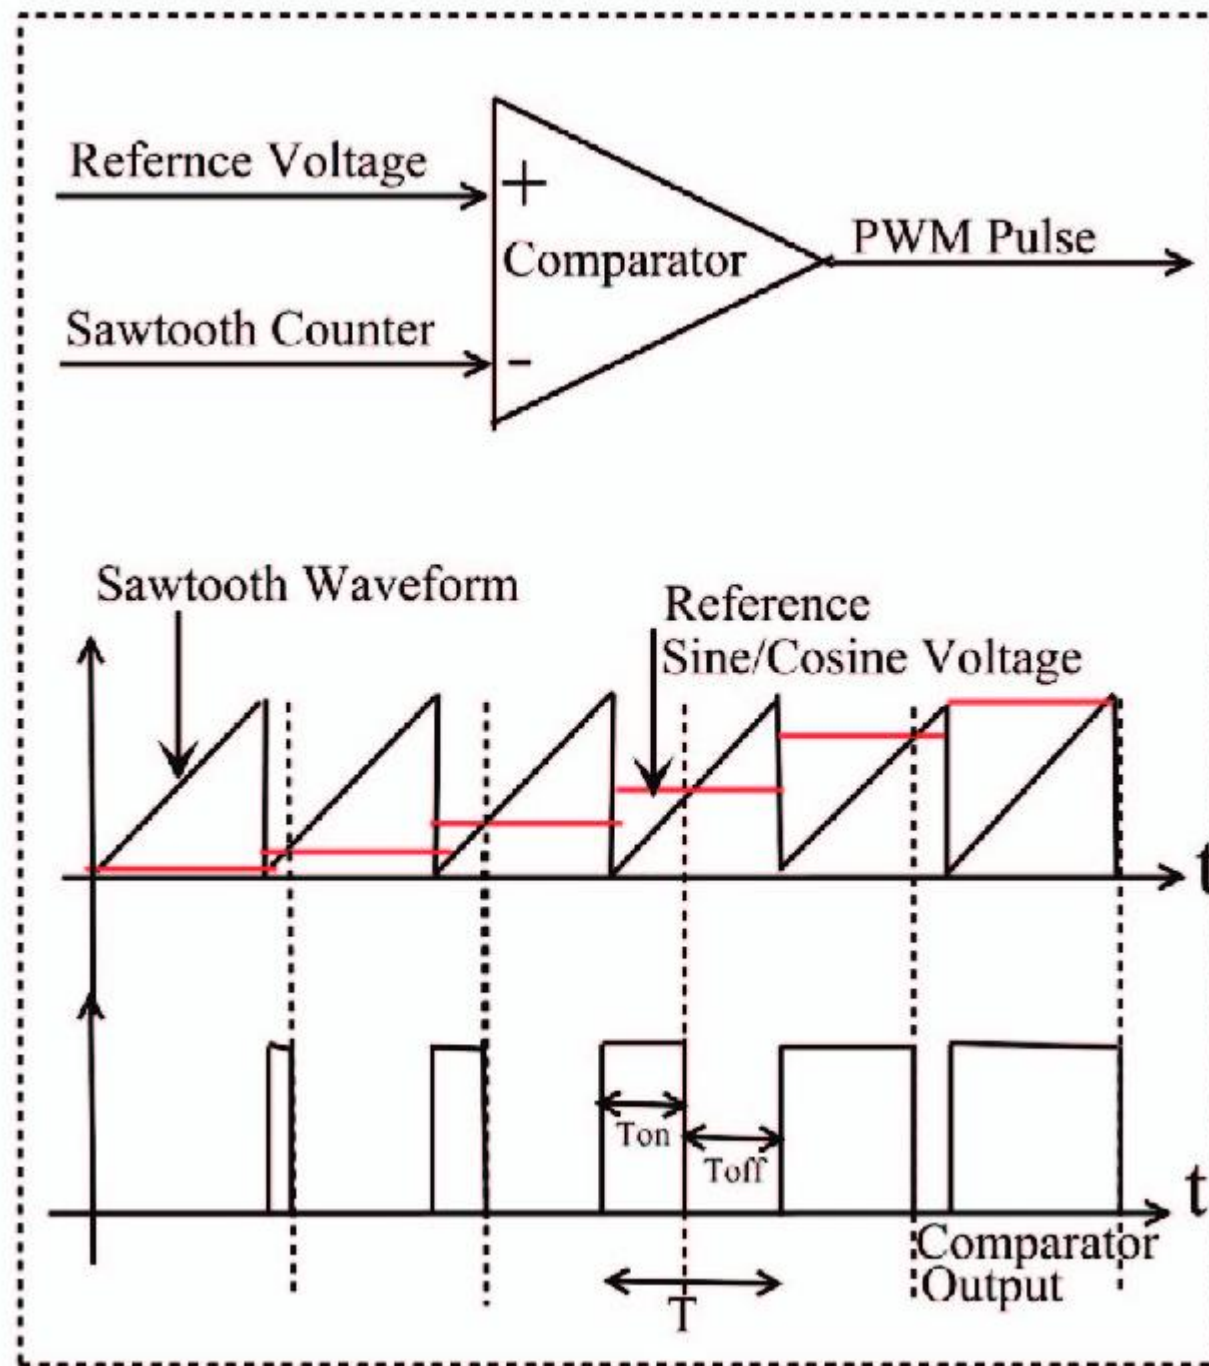 Refernce Voltage
+
Comparator
PWM Pulse
Sawtooth Counter
-
Sawtooth Waveform
Reference
Sine/Cosine Voltage
t
Ton
Toff
t
Comparator
Output
T